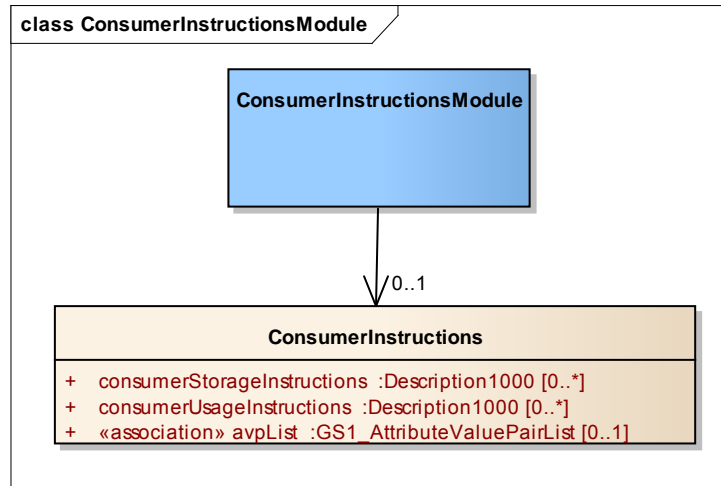 class ConsumerInstructionsModule
ConsumerInstructionsModule
0..1
ConsumerInstructions
+ consumerStorageInstructions :Description1000 [0..*]
+ consumerUsageInstructions :Description1000 [0..*]
+ «association» avpList :GS1_AttributeValuePairList [0..1]